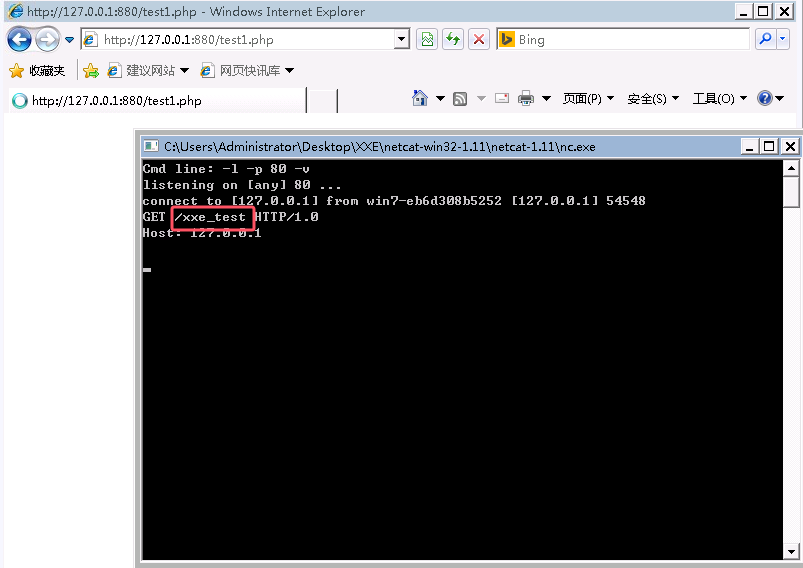 http://127.0.0.1:880/test1.php - Windows Internet Explorer
http://127.0.0.1:880/test1.php
Bing
收藏夹 建议网站 网页快讯库
http://127.0.0.1:880/test1.php
页面(P) 安全(S) 工具(O)
C:\Users\Administrator\Desktop\XXE\netcat-win32-1.11\netcat-1.11\nc.exe
Cmd line: -l -p 80 -v
listening on [any] 80 ...
connect to [127.0.0.1] from win7-eb6d308b5252 [127.0.0.1] 54548
GET /xxe_test HTTP/1.0
Host: 127.0.0.1